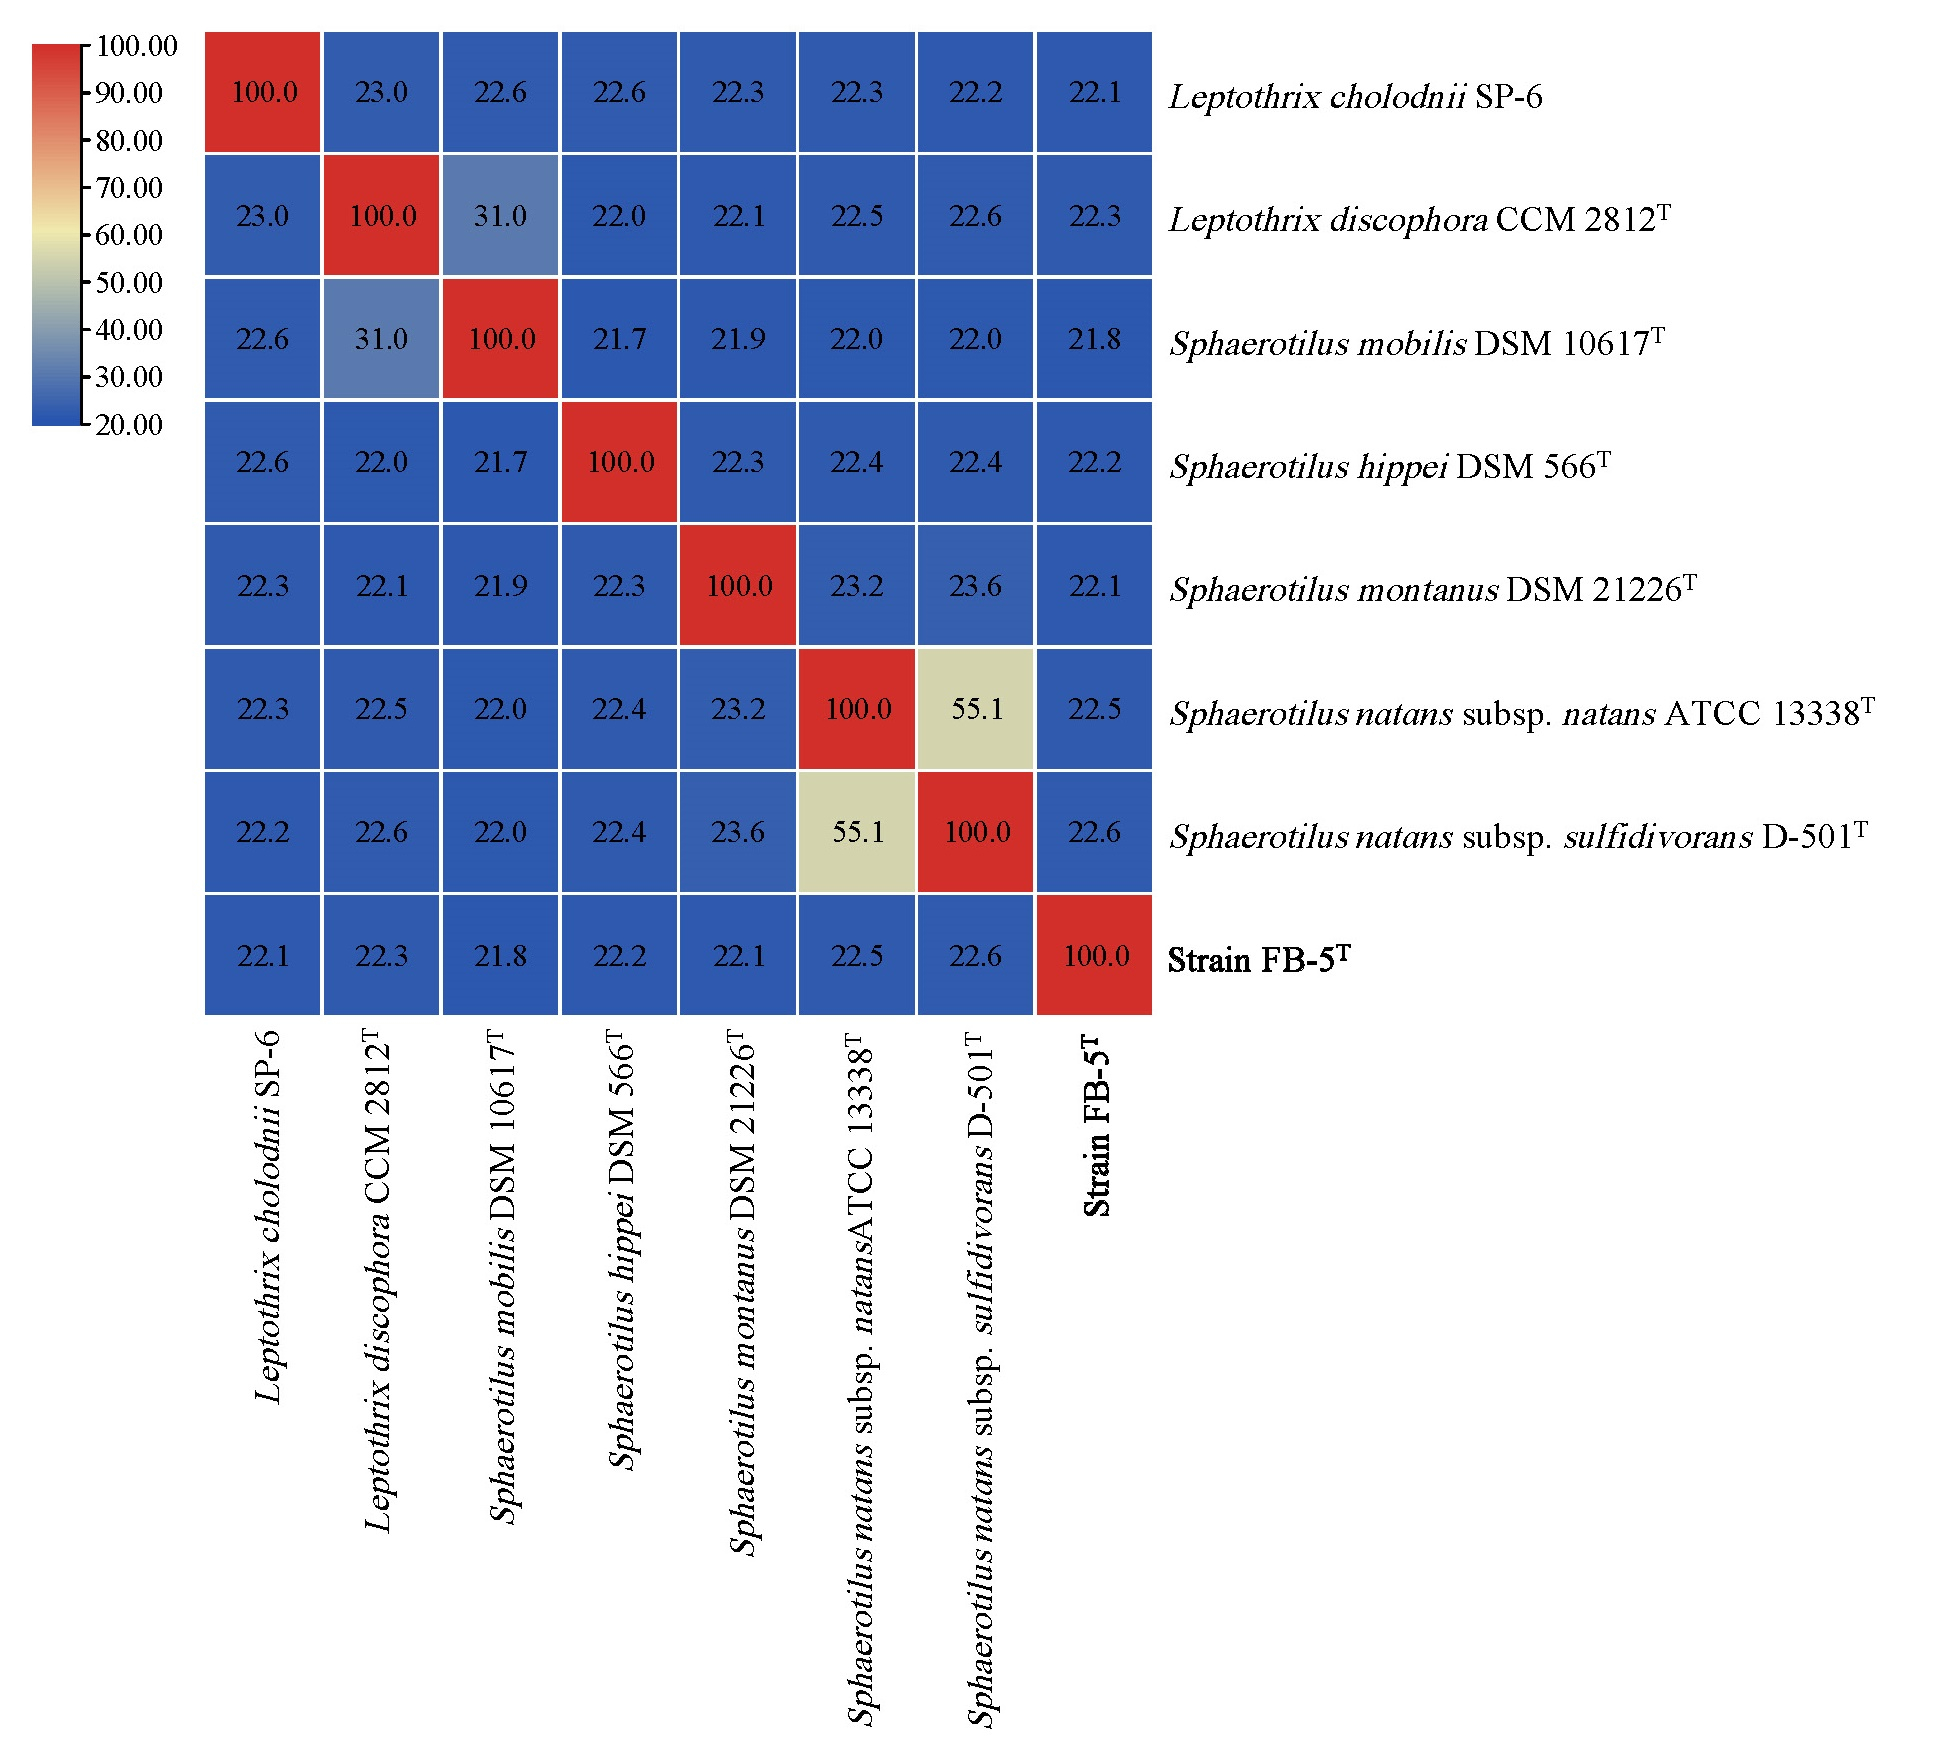 100.00
90.00
80.00
70.00
60.00
50.00
40.00
30.00
20.00
100.0 23.0 22.6 22.6 22.3 22.3 22.2 22.1 Leptothrix cholodnii SP-6
23.0 100.0 31.0 22.0 22.1 22.5 22.6 22.3 Leptothrix discophora CCM 2812ᵀ
22.6 31.0 100.0 21.7 21.9 22.0 22.0 21.8 Sphaerotilus mobilis DSM 10617ᵀ
22.6 22.0 21.7 100.0 22.3 22.4 22.4 22.2 Sphaerotilus hippei DSM 566ᵀ
22.3 22.1 21.9 22.3 100.0 23.2 23.6 22.1 Sphaerotilus montanus DSM 21226ᵀ
22.3 22.5 22.0 22.4 23.2 100.0 55.1 22.5 Sphaerotilus natans subsp. natans ATCC 13338ᵀ
22.2 22.6 22.0 22.4 23.6 55.1 100.0 22.6 Sphaerotilus natans subsp. sulfidivorans D-501ᵀ
22.1 22.3 21.8 22.2 22.1 22.5 22.6 100.0 Strain FB-5ᵀ
Leptothrix cholodnii SP-6
Leptothrix discophora CCM 2812ᵀ
Sphaerotilus mobilis DSM 10617ᵀ
Sphaerotilus hippei DSM 566ᵀ
Sphaerotilus montanus DSM 21226ᵀ
Sphaerotilus natans subsp. natansATCC 13338ᵀ
Sphaerotilus natans subsp. sulfidivorans D-501ᵀ
Strain FB-5ᵀ